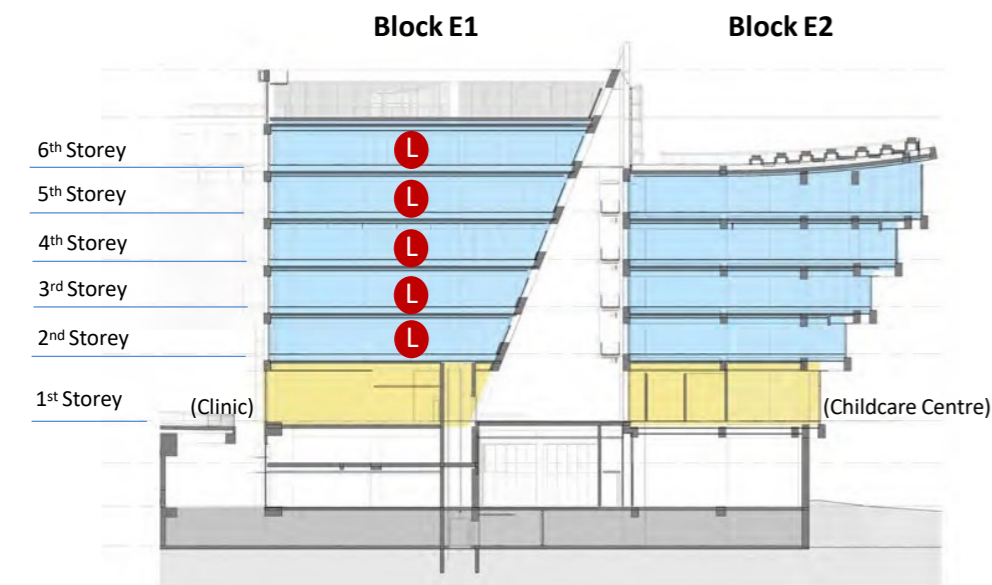 Block E1
Block E2
6th Storey
L
5th Storey
L
4th Storey
L
3rd Storey
L
2nd Storey
L
1st Storey
(Clinic)
(Childcare Centre)